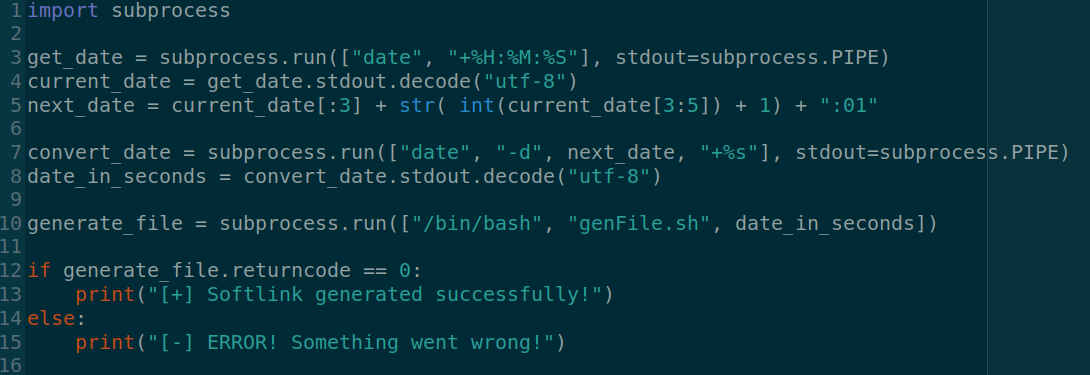 1 import subprocess
2
3 get_date = subprocess.run(["date", "+%H:%M:%S"], stdout=subprocess.PIPE)
4 current_date = get_date.stdout.decode("utf-8")
5 next_date = current_date[:3] + str( int(current_date[3:5]) + 1) + ":01"
6
7 convert_date = subprocess.run(["date", "-d", next_date, "+%s"], stdout=subprocess.PIPE)
8 date_in_seconds = convert_date.stdout.decode("utf-8")
9
10 generate_file = subprocess.run(["/bin/bash", "genFile.sh", date_in_seconds])
11
12 if generate_file.returncode == 0:
13     print("[+] Softlink generated successfully!")
14 else:
15     print("[-] ERROR! Something went wrong!")
16